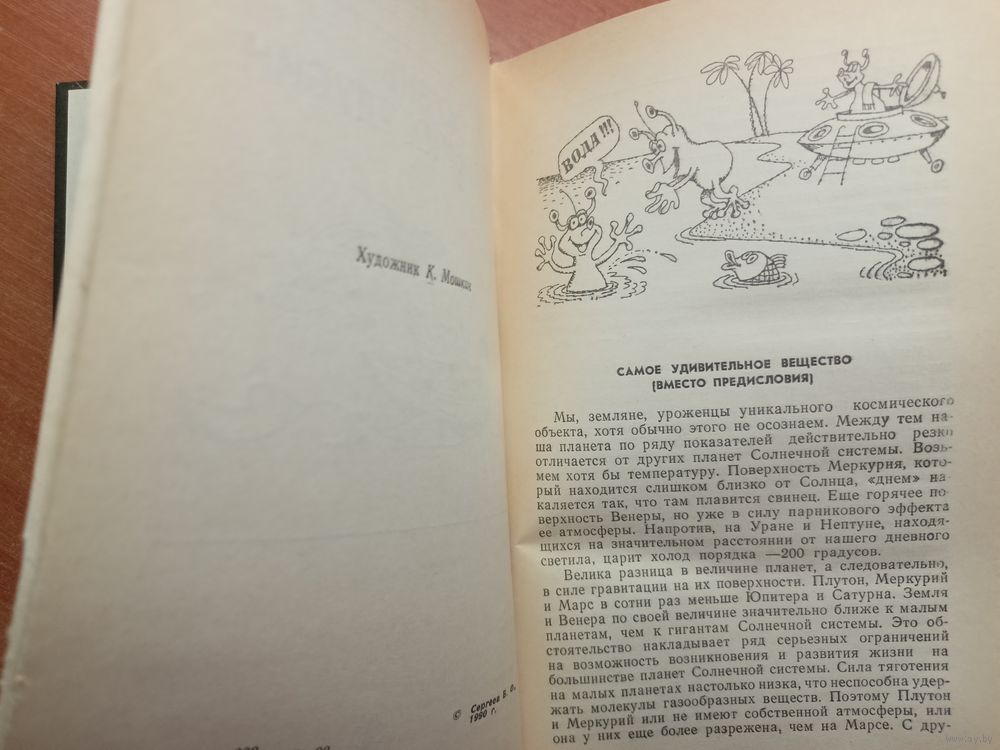 Художник К. Мошкин
© Сергеев Б. Ф.
1990 г.
ВОДА!!!
САМОЕ УДИВИТЕЛЬНОЕ ВЕЩЕСТВО
(ВМЕСТО ПРЕДИСЛОВИЯ)
Мы, земляне, уроженцы уникального космического
объекта, хотя обычно этого не осознаем. Между тем на-
ша планета по ряду показателей действительно резко
отличается от других планет Солнечной системы. Возь-
мем хотя бы температуру. Поверхность Меркурия, кото-
рый находится слишком близко от Солнца, «днем» на-
каляется так, что там плавится свинец. Еще горячее по-
верхность Венеры, но уже в силу парникового эффекта
ее атмосферы. Напротив, на Уране и Нептуне, находя-
щихся на значительном расстоянии от нашего дневного
светила, царит холод порядка —200 градусов.
Велика разница в величине планет, а следовательно,
в силе гравитации на их поверхности. Плутон, Меркурий
и Марс в сотни раз меньше Юпитера и Сатурна. Земля
и Венера по своей величине значительно ближе к малым
планетам, чем к гигантам Солнечной системы. Это об-
стоятельство накладывает ряд серьезных ограничений
на возможность возникновения и развития жизни на
большинстве планет Солнечной системы. Сила тяготения
на малых планетах настолько низка, что неспособна удер-
жать молекулы газообразных веществ. Поэтому Плутон
и Меркурий или не имеют собственной атмосферы, или
она у них еще более разрежена, чем на Марсе. С дру-
www.ay.by